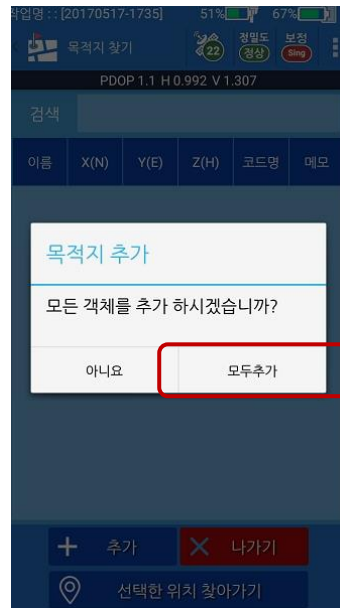 작업명 : : [20170517-1735] 51% 67%
목적지 찾기 22 정밀도 정상 보정 Sing
PDOP 1.1 H 0.992 V 1.307
검색
이름 X(N) Y(E) Z(H) 코드명 메모
목적지 추가
모든 객체를 추가 하시겠습니까?
아니요 모두추가
추가 나가기
선택한 위치 찾아가기